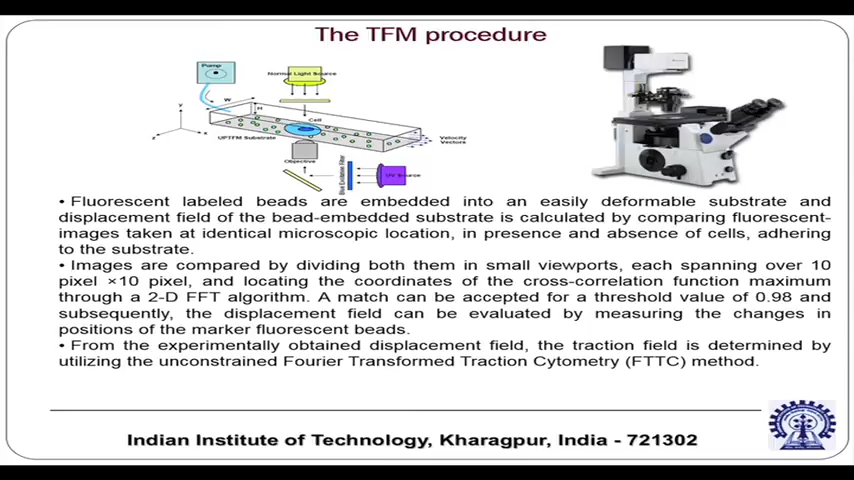 The TFM procedure
Pump
Normal Light Source
W
H
y
Cell
x
z
UPTFM Substrate
Velocity
Vectors
Objective
Blue Excitation Filter
UV Source
• Fluorescent labeled beads are embedded into an easily deformable substrate and
displacement field of the bead-embedded substrate is calculated by comparing fluorescent-
images taken at identical microscopic location, in presence and absence of cells, adhering
to the substrate.
• Images are compared by dividing both them in small viewports, each spanning over 10
pixel ×10 pixel, and locating the coordinates of the cross-correlation function maximum
through a 2-D FFT algorithm. A match can be accepted for a threshold value of 0.98 and
subsequently, the displacement field can be evaluated by measuring the changes in
positions of the marker fluorescent beads.
• From the experimentally obtained displacement field, the traction field is determined by
utilizing the unconstrained Fourier Transformed Traction Cytometry (FTTC) method.
Indian Institute of Technology, Kharagpur, India - 721302